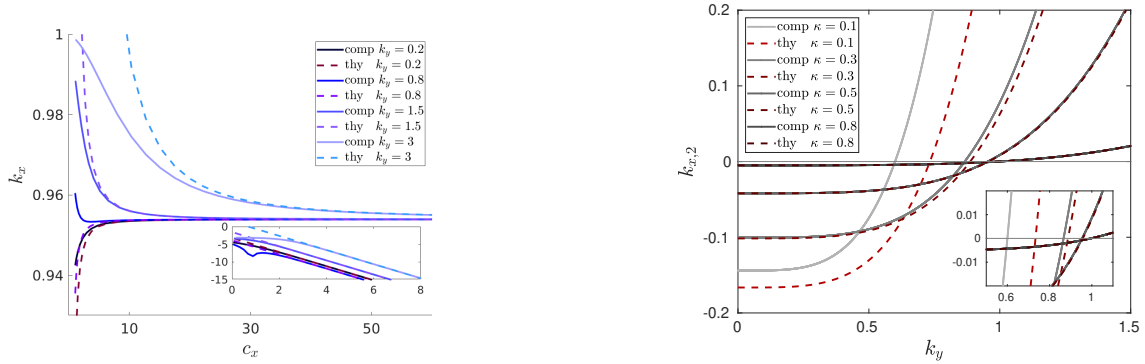 1
0.98
0.96
0.94
k_x
10
30
50
c_x
comp k_y = 0.2
thy k_y = 0.2
comp k_y = 0.8
thy k_y = 0.8
comp k_y = 1.5
thy k_y = 1.5
comp k_y = 3
thy k_y = 3
0
-5
-10
-15
0 2 4 6 8
0.2
0.1
0
-0.1
-0.2
k_{x,2}
0 0.5 1 1.5
k_y
comp κ = 0.1
thy κ = 0.1
comp κ = 0.3
thy κ = 0.3
comp κ = 0.5
thy κ = 0.5
comp κ = 0.8
thy κ = 0.8
0.01
0
-0.01
0.6 0.8 1